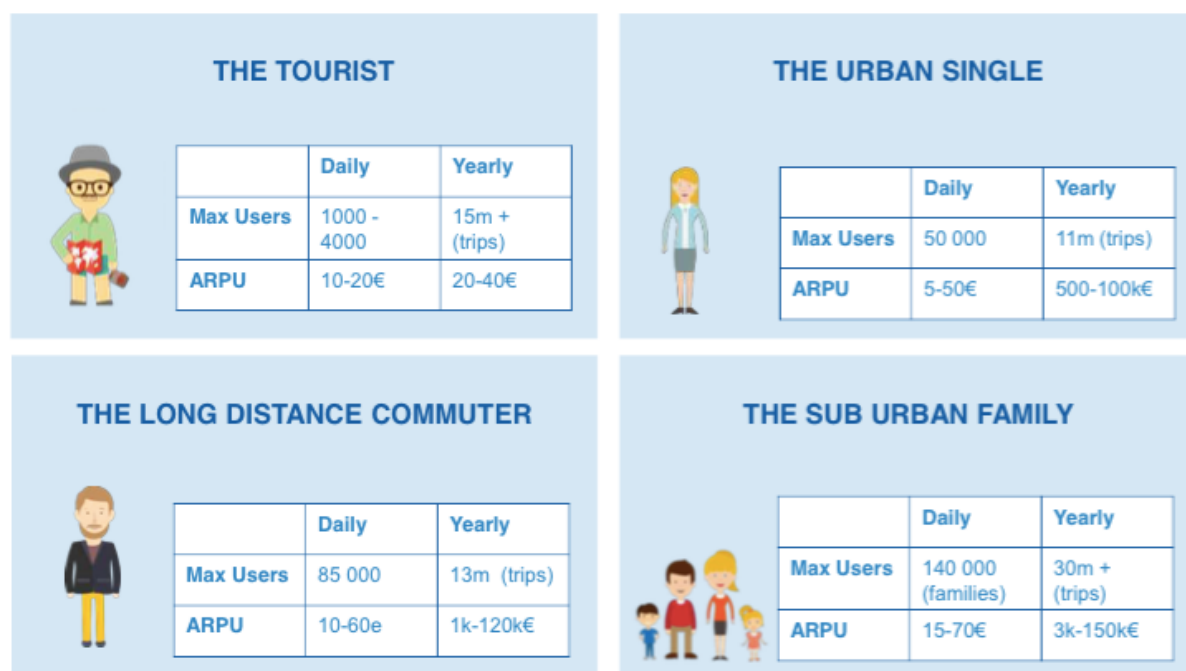 THE TOURIST
Daily Yearly
Max Users 1000 - 15m +
4000 (trips)
ARPU 10-20€ 20-40€
THE URBAN SINGLE
Daily Yearly
Max Users 50 000 11m (trips)
ARPU 5-50€ 500-100k€
THE LONG DISTANCE COMMUTER
Daily Yearly
Max Users 85 000 13m (trips)
ARPU 10-60e 1k-120k€
THE SUB URBAN FAMILY
Daily Yearly
Max Users 140 000 30m +
(families) (trips)
ARPU 15-70€ 3k-150k€